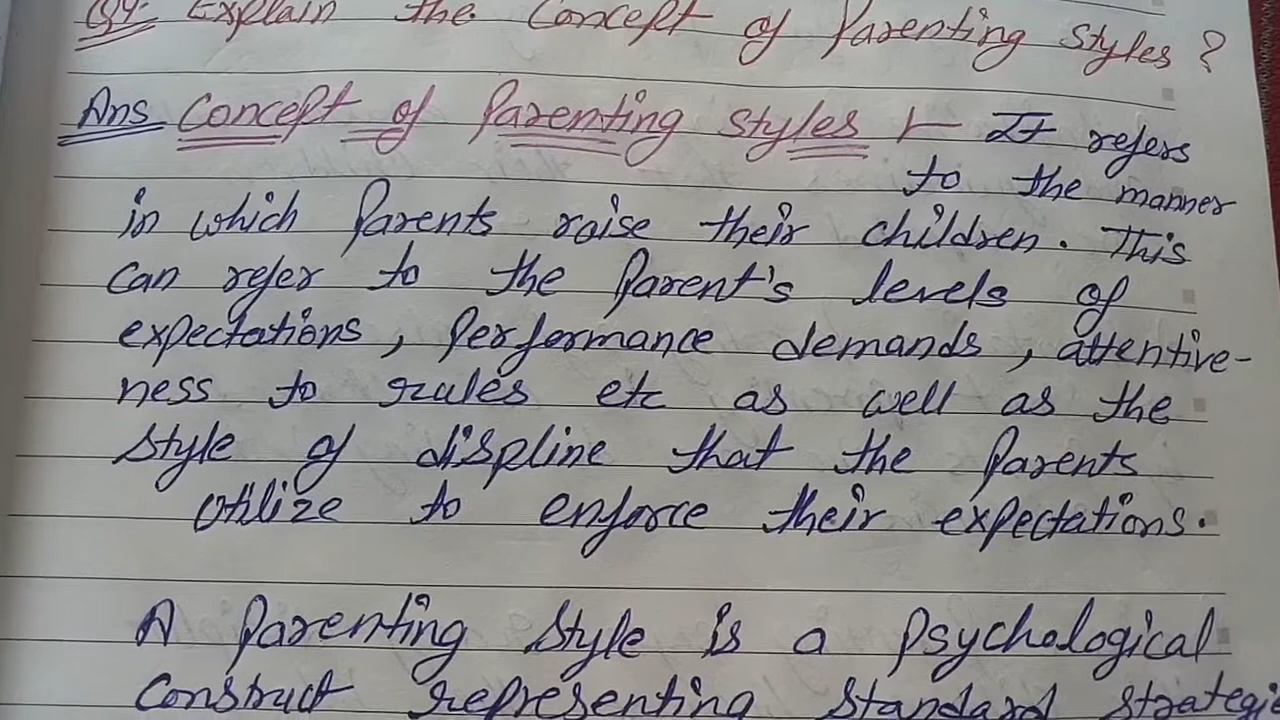 Q4. Explain the Concept of Parenting Styles ?
Ans Concept of Parenting Styles :- It refers
to the manner
in which Parents raise their children. This
can refer to the Parent's levels of
expectations, Performance demands, attentive-
ness to rules etc as well as the
Style of displine that the Parents
utilize to enforce their expectations.
A Parenting Style is a Psychological
Construct representing Standard